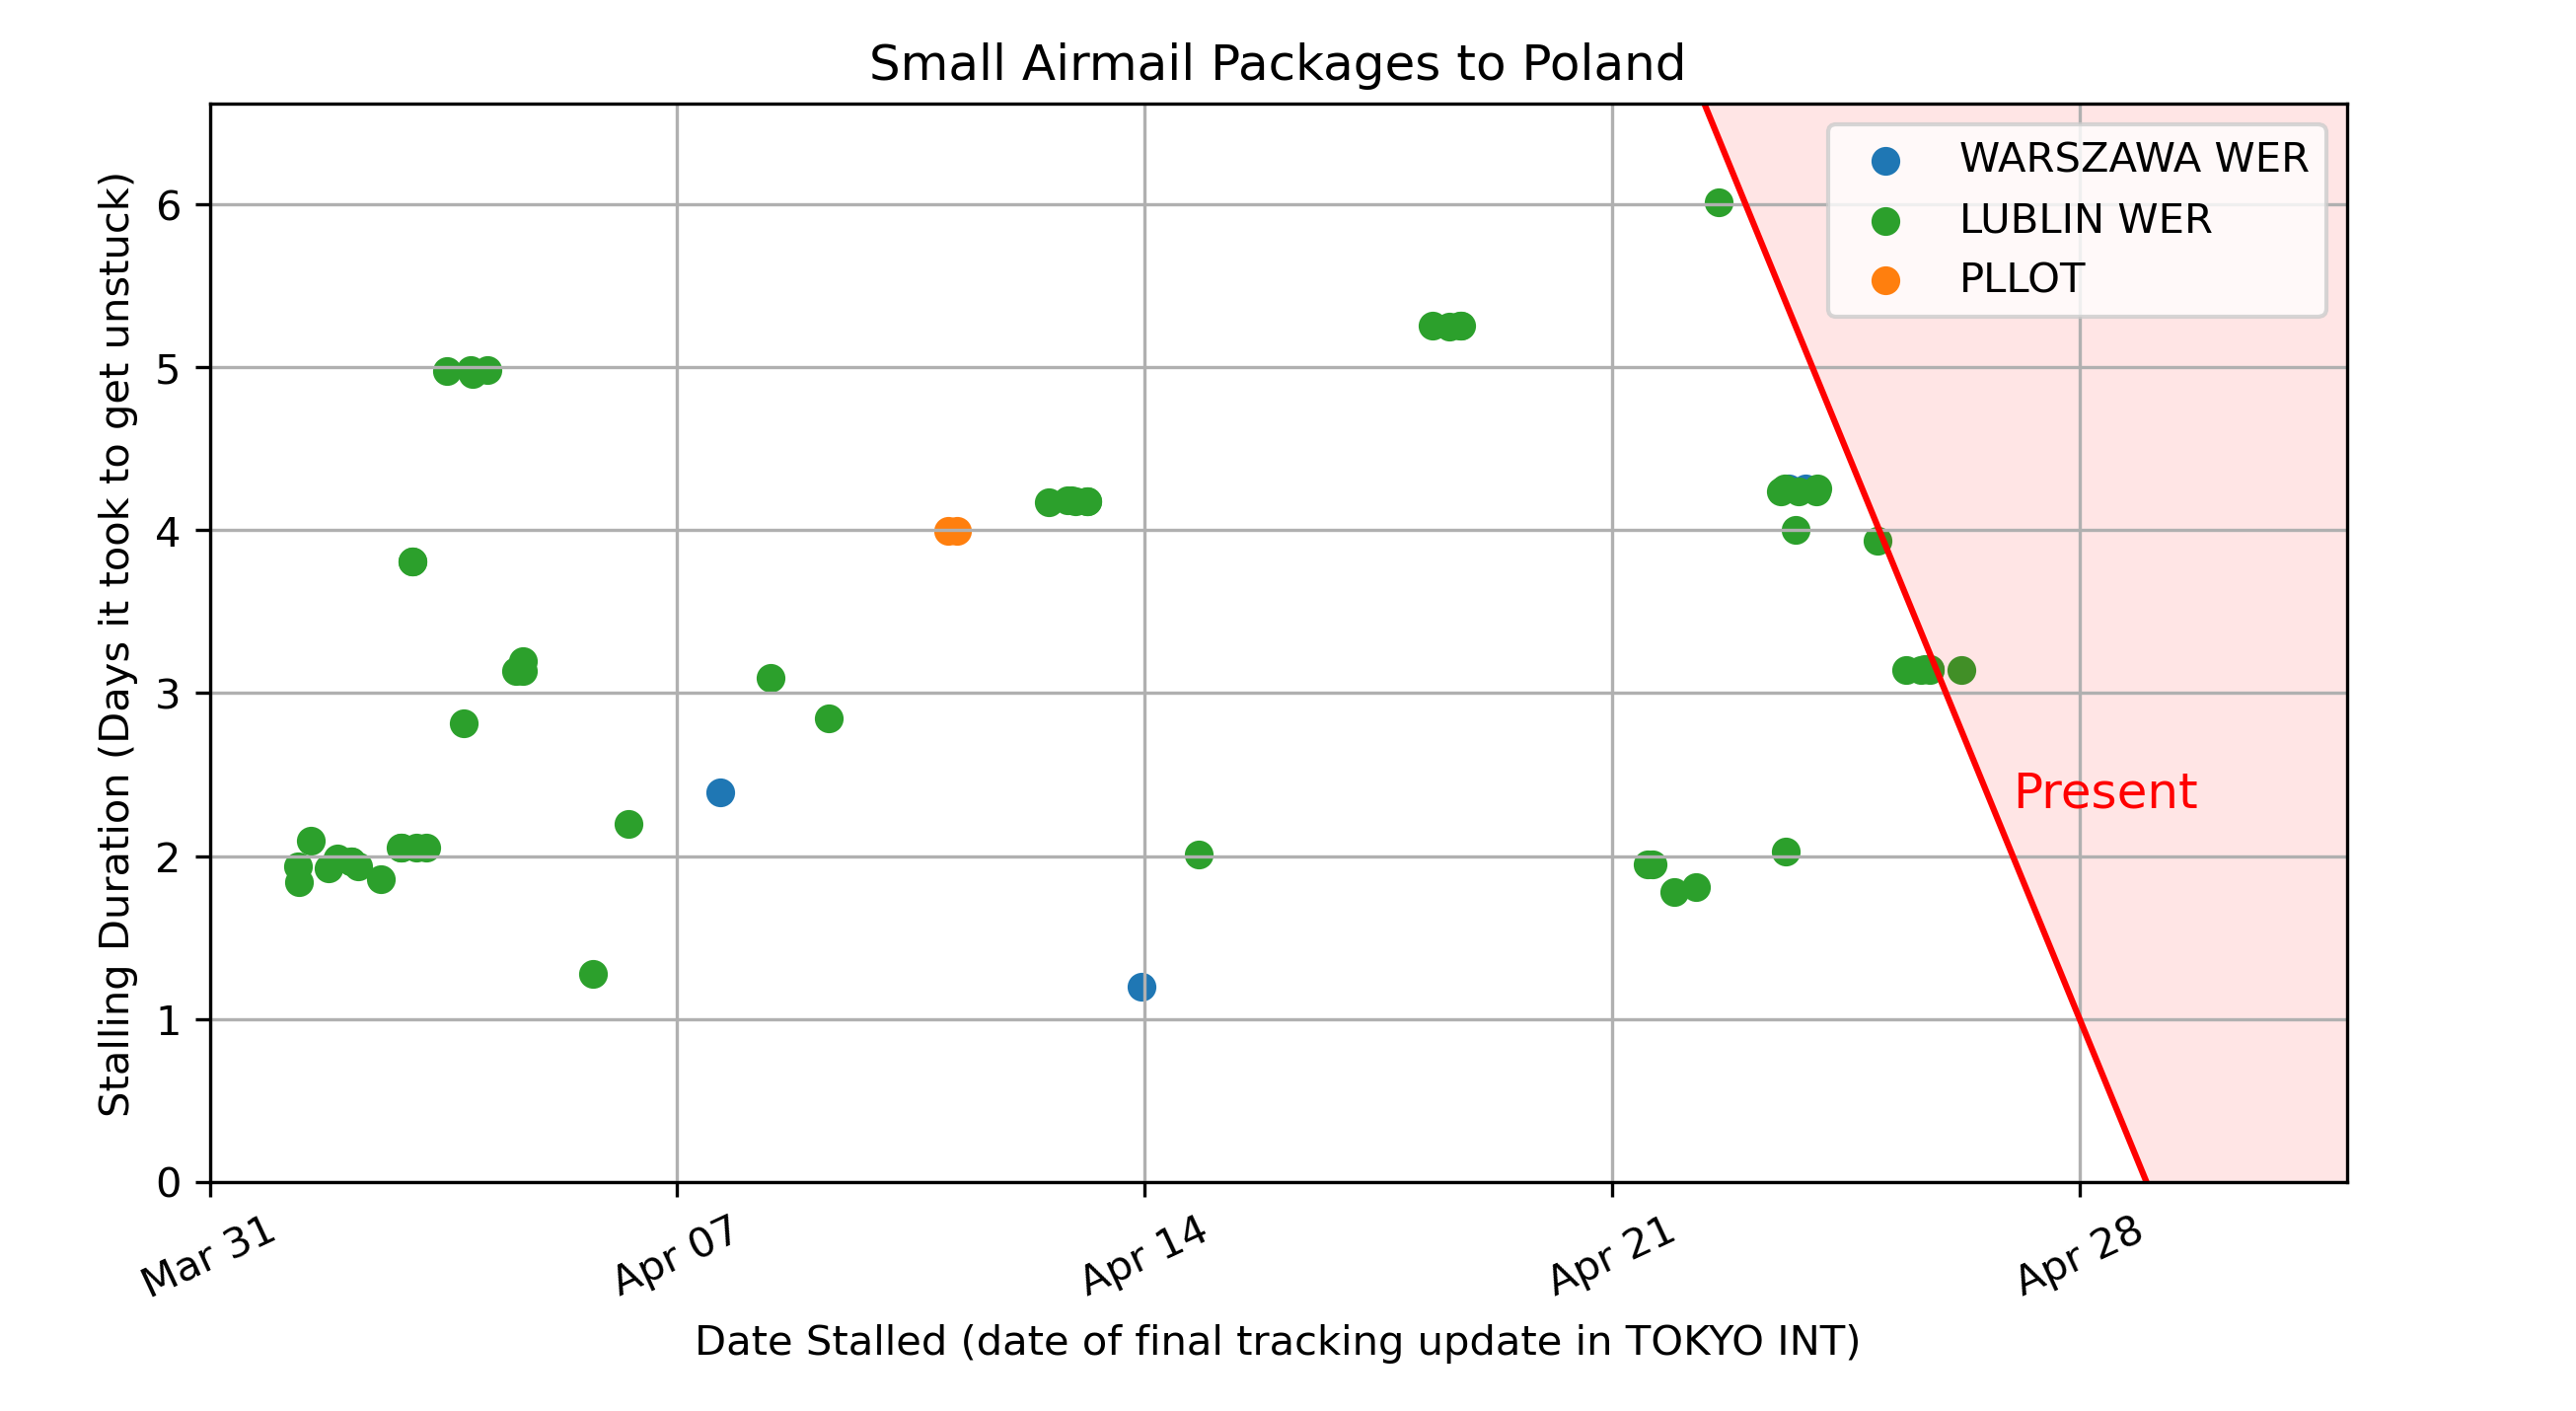 Small Airmail Packages to Poland
Stalling Duration (Days it took to get unstuck)
6
5
4
3
2
1
0
WARSZAWA WER
LUBLIN WER
PLLOT
Present
Mar 31
Apr 07
Apr 14
Apr 21
Apr 28
Date Stalled (date of final tracking update in TOKYO INT)